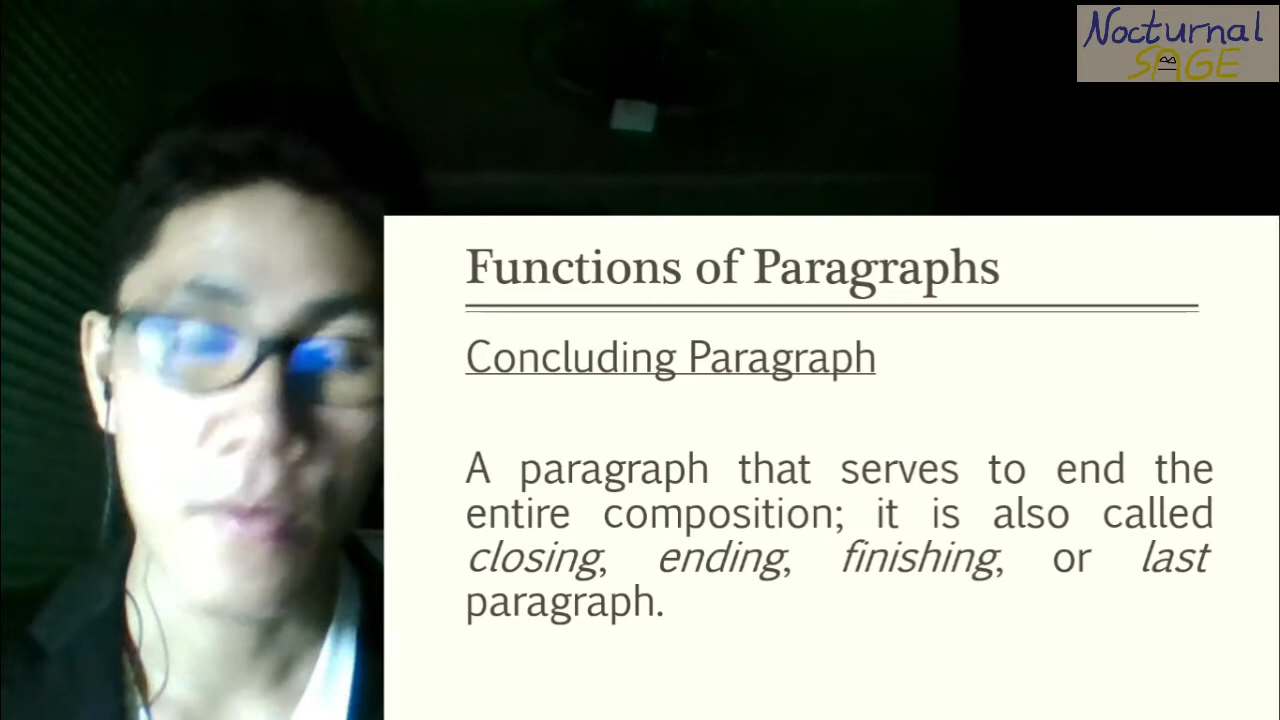 Nocturnal
SAGE
Functions of Paragraphs
Concluding Paragraph
A paragraph that serves to end the
entire composition; it is also called
closing, ending, finishing, or last
paragraph.